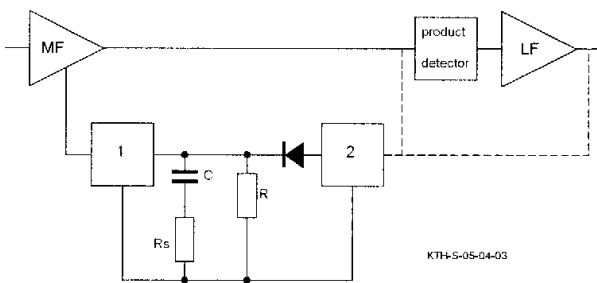 MF
product
detector
LF
1
2
C
R
Rs
KTH-S-05-04-03